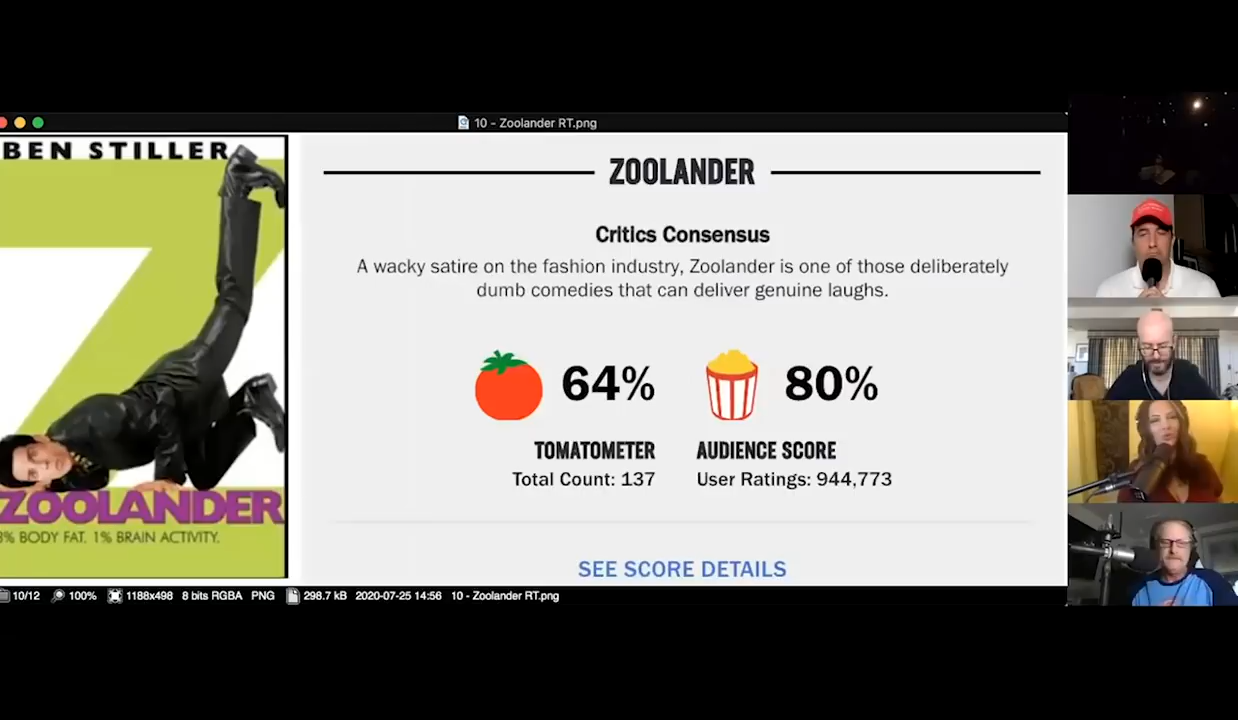 10 - Zoolander RT.png
BEN STILLER
ZOOLANDER
3% BODY FAT. 1% BRAIN ACTIVITY.
ZOOLANDER
Critics Consensus
A wacky satire on the fashion industry, Zoolander is one of those deliberately
dumb comedies that can deliver genuine laughs.
64%
80%
TOMATOMETER
AUDIENCE SCORE
Total Count: 137
User Ratings: 944,773
SEE SCORE DETAILS
10/12 100% 1188x498 8 bits RGBA PNG 298.7 kB 2020-07-25 14:56 10 - Zoolander RT.png